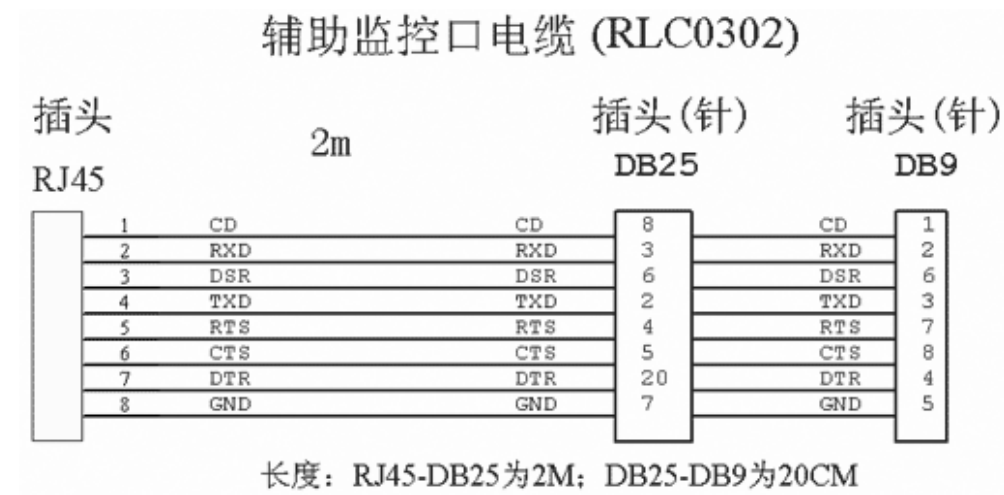 辅助监控口电缆 (RLC0302)
插头 插头(针) 插头(针)
2m
RJ45 DB25 DB9
1 CD CD 8 CD 1
2 RXD RXD 3 RXD 2
3 DSR DSR 6 DSR 6
4 TXD TXD 2 TXD 3
5 RTS RTS 4 RTS 7
6 CTS CTS 5 CTS 8
7 DTR DTR 20 DTR 4
8 GND GND 7 GND 5
长度：RJ45-DB25为2M；DB25-DB9为20CM